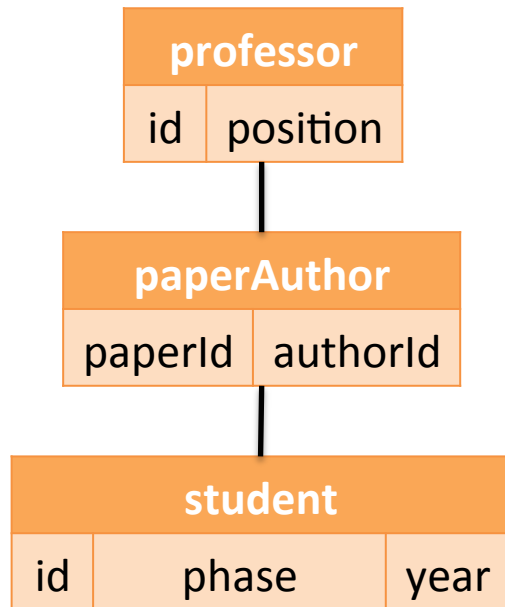 professor
id position
paperAuthor
paperId authorId
student
id phase year